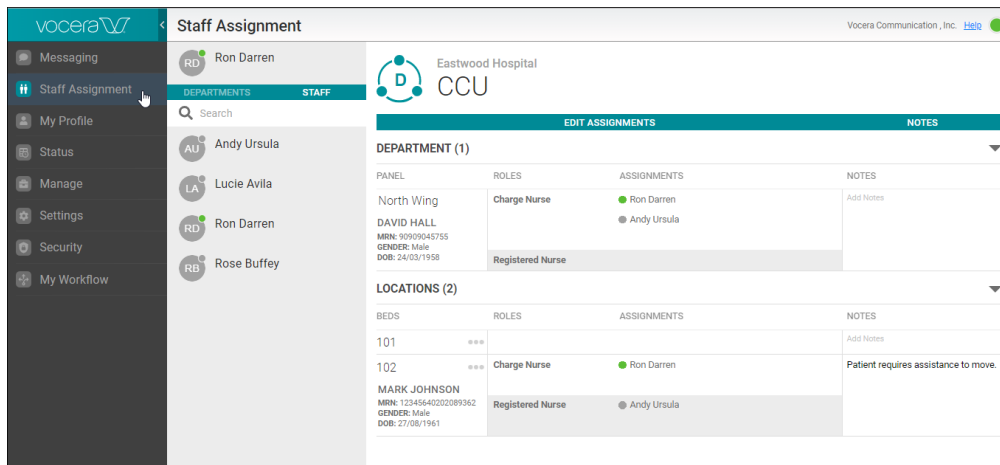 vocera
Staff Assignment
Vocera Communication , Inc. Help
Messaging
Staff Assignment
My Profile
Status
Manage
Settings
Security
My Workflow
RD Ron Darren
DEPARTMENTS STAFF
Search
AU Andy Ursula
LA Lucie Avila
RD Ron Darren
RB Rose Buffey
D
Eastwood Hospital
CCU
EDIT ASSIGNMENTS NOTES
DEPARTMENT (1)
PANEL ROLES ASSIGNMENTS NOTES
North Wing Charge Nurse Ron Darren Add Notes
Andy Ursula
DAVID HALL
MRN: 90909045755
GENDER: Male
DOB: 24/03/1958
Registered Nurse
LOCATIONS (2)
BEDS ROLES ASSIGNMENTS NOTES
101 Add Notes
102 Charge Nurse Ron Darren Patient requires assistance to move.
MARK JOHNSON
MRN: 12345640202089362
GENDER: Male
DOB: 27/08/1961
Registered Nurse Andy Ursula